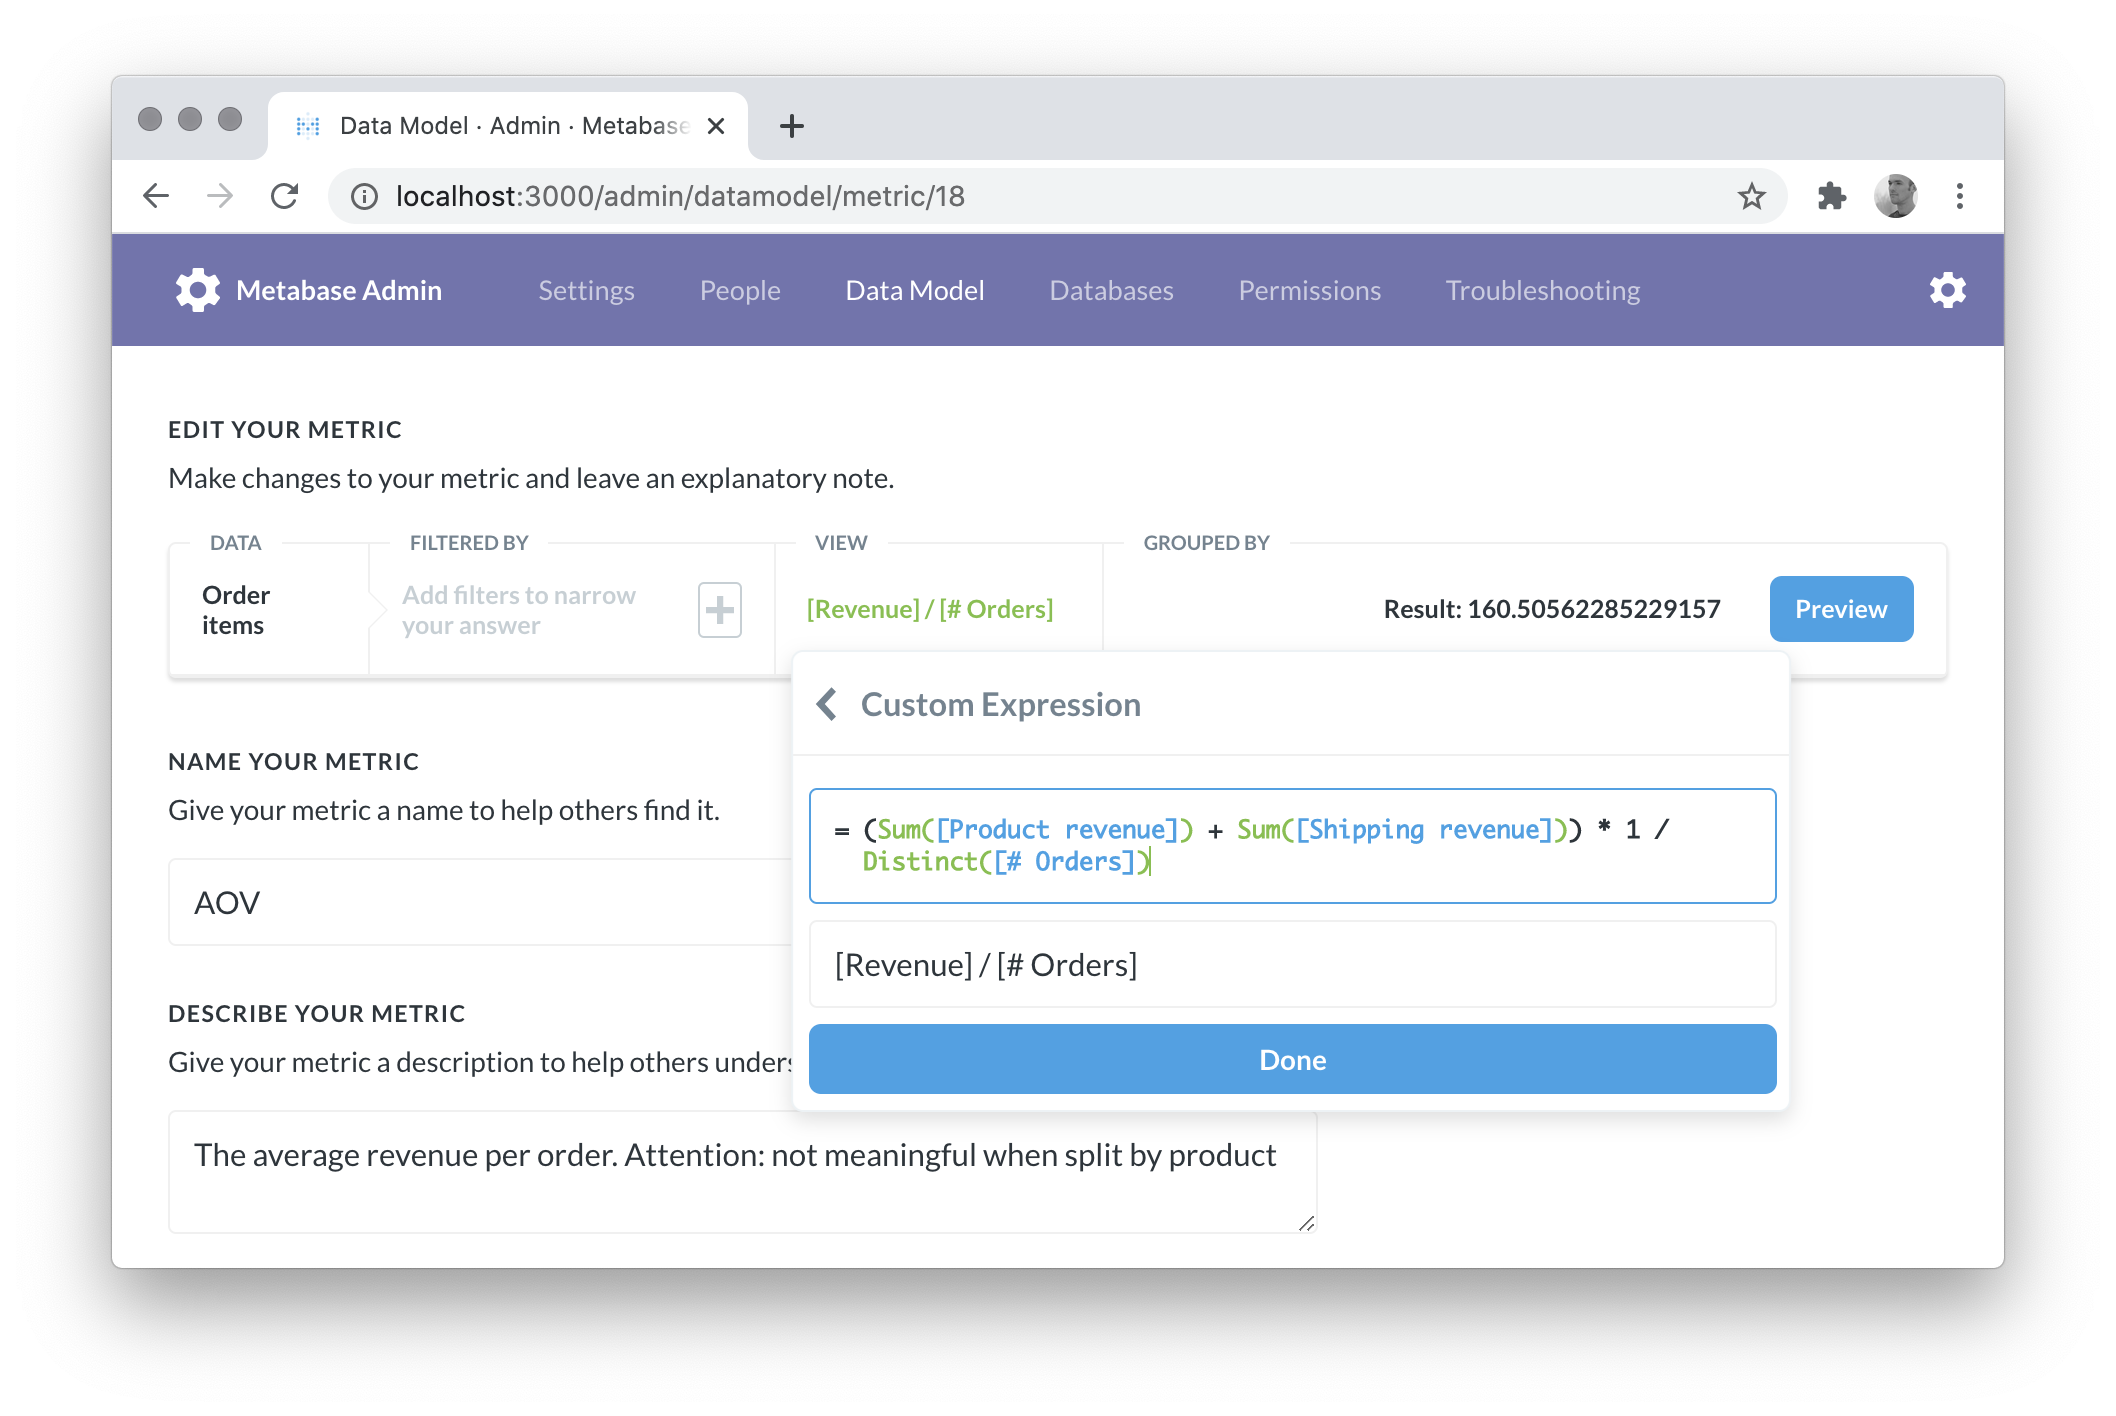 Data Model · Admin · Metabase
localhost:3000/admin/datamodel/metric/18
Metabase Admin Settings People Data Model Databases Permissions Troubleshooting
EDIT YOUR METRIC
Make changes to your metric and leave an explanatory note.
DATA FILTERED BY VIEW GROUPED BY
Order items
Add filters to narrow
your answer
[Revenue] / [# Orders]
Result: 160.50562285229157
Preview
Custom Expression
= (Sum([Product revenue]) + Sum([Shipping revenue])) * 1 /
Distinct([# Orders])
[Revenue] / [# Orders]
Done
NAME YOUR METRIC
Give your metric a name to help others find it.
AOV
DESCRIBE YOUR METRIC
Give your metric a description to help others
The average revenue per order. Attention: not meaningful when split by product